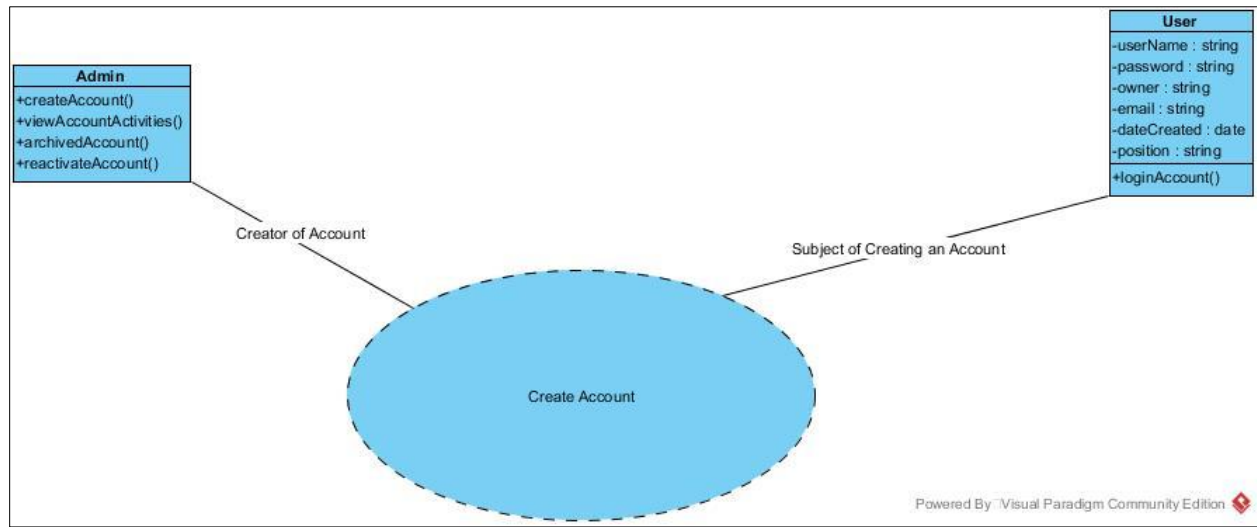 User
-userName : string
-password : string
-owner : string
-email : string
-dateCreated : date
-position : string
+loginAccount()
Admin
+createAccount()
+viewAccountActivities()
+archivedAccount()
+reactivateAccount()
Creator of Account
Subject of Creating an Account
Create Account
Powered By Visual Paradigm Community Edition